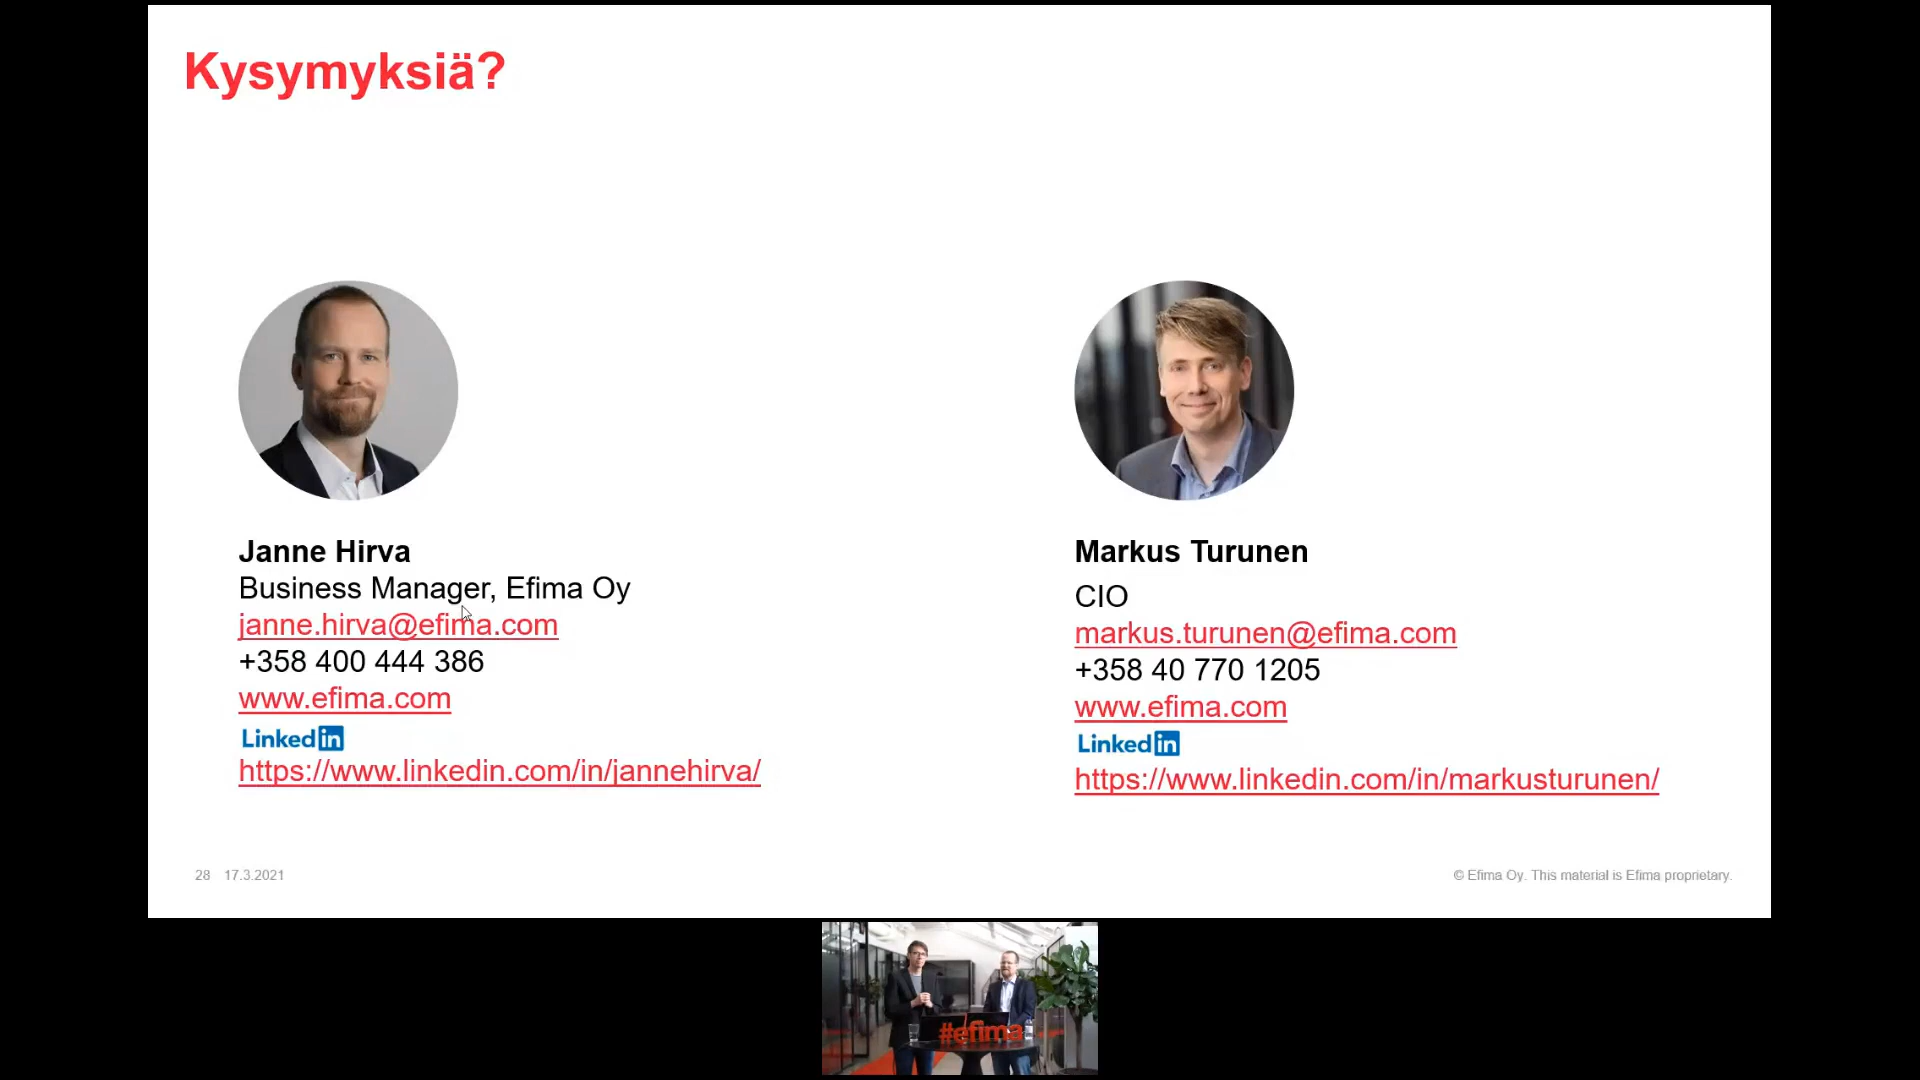 Kysymyksiä?
Janne Hirva
Business Manager, Efima Oy
janne.hirva@efima.com
+358 400 444 386
www.efima.com
LinkedIn
https://www.linkedin.com/in/jannehirva/
Markus Turunen
CIO
markus.turunen@efima.com
+358 40 770 1205
www.efima.com
LinkedIn
https://www.linkedin.com/in/markusturunen/
28 17.3.2021
© Efima Oy. This material is Efima proprietary.
#efima